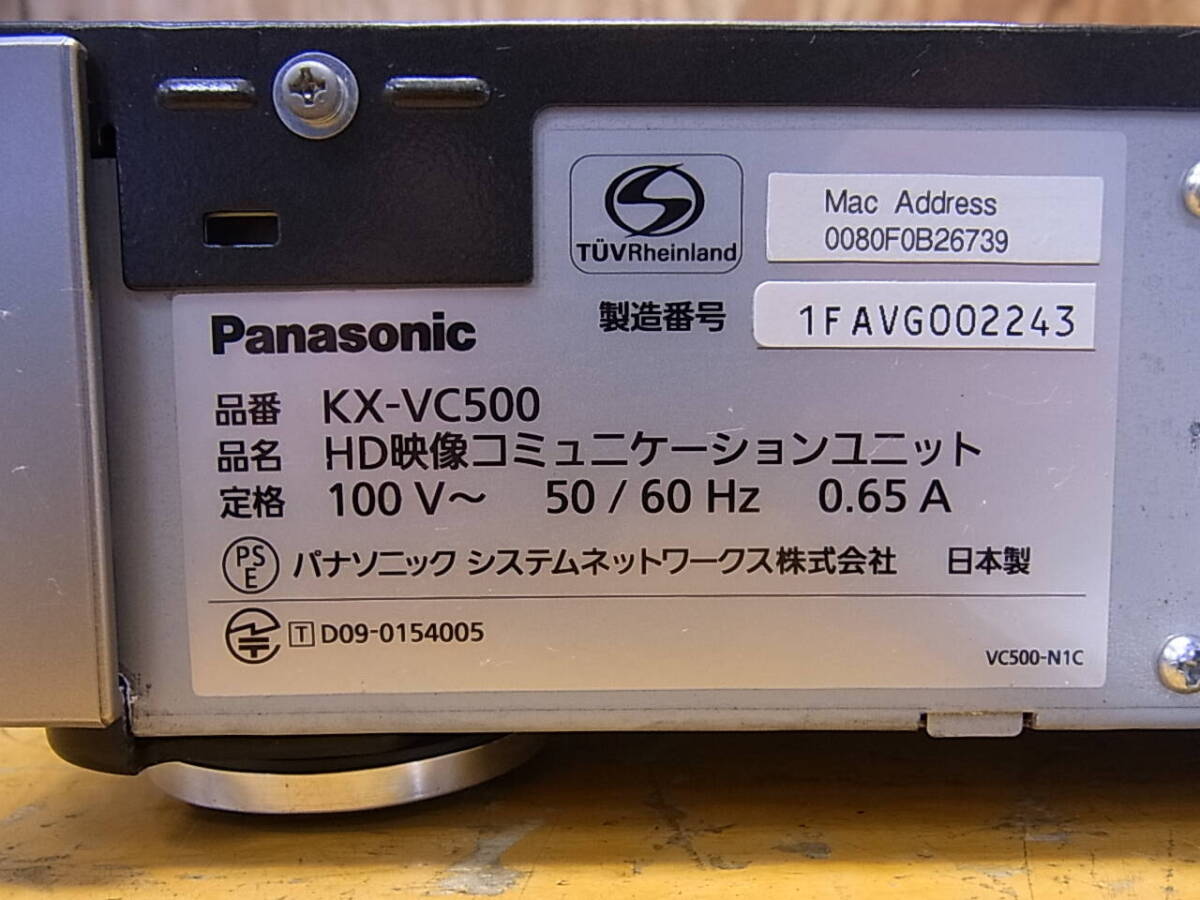 TÜVRheinland
Mac Address
0080F0B26739
製造番号 1FAVG002243
Panasonic
品番 KX-VC500
品名 HD映像コミュニケーションユニット
定格 100 V～ 50 / 60 Hz 0.65 A
PS
E
パナソニック システムネットワークス株式会社 日本製
T D09-0154005
VC500-N1C